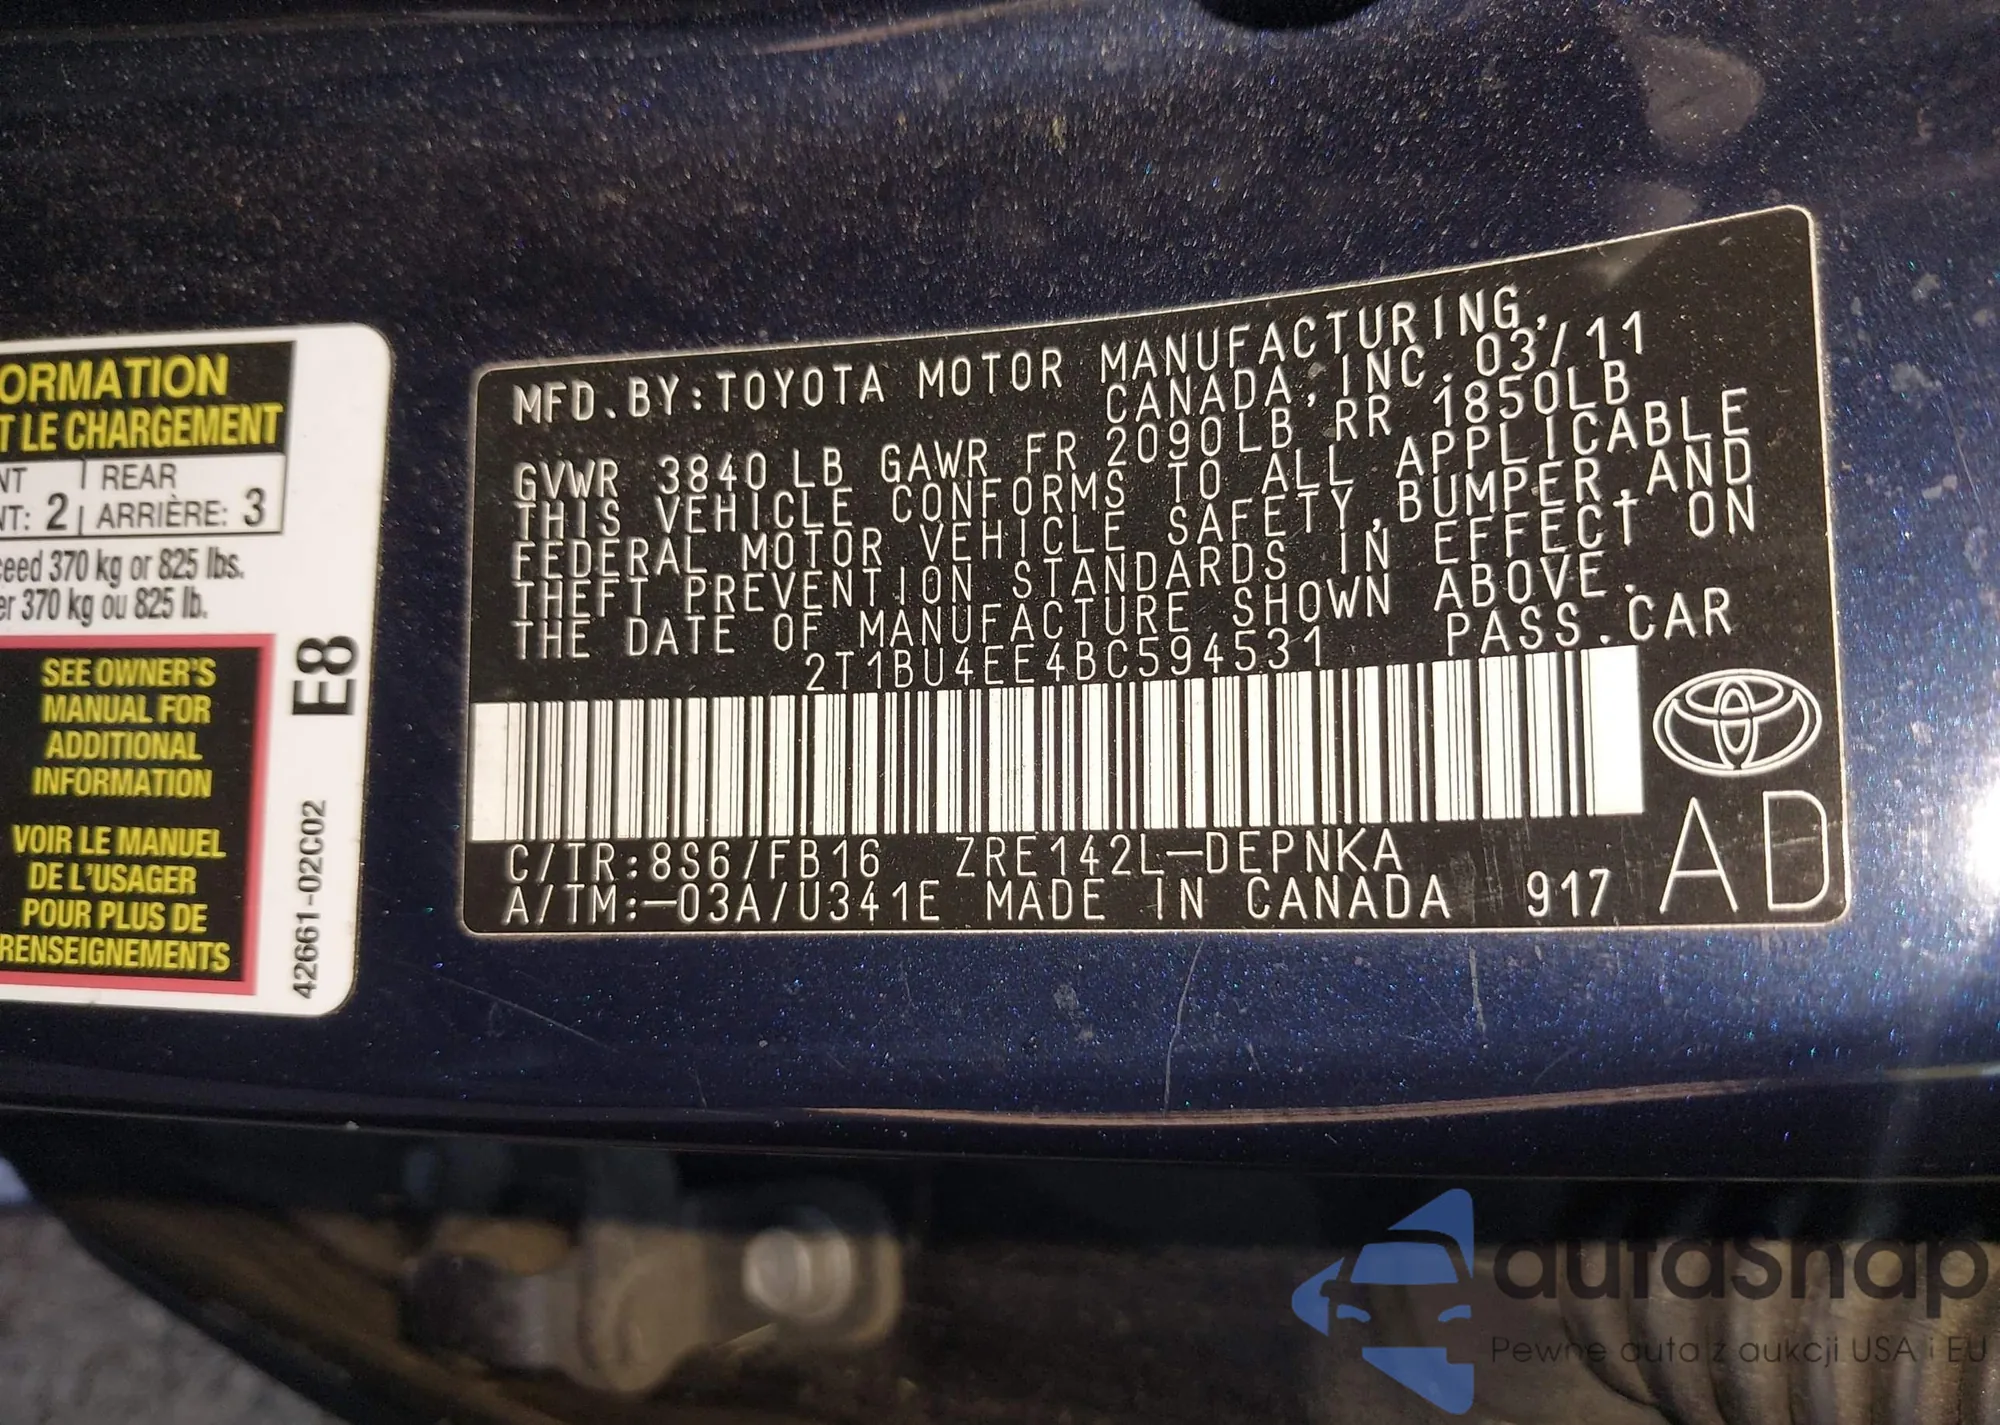 ORMATION
T LE CHARGEMENT
NT REAR
NT: 2 ARRIÈRE: 3
ceed 370 kg or 825 lbs.
er 370 kg ou 825 lb.
SEE OWNER'S
MANUAL FOR
ADDITIONAL
INFORMATION
VOIR LE MANUEL
DE L'USAGER
POUR PLUS DE
RENSEIGNEMENTS
E8
42661-02C02
MFD.BY:TOYOTA MOTOR MANUFACTURING,
CANADA,INC.03/11
GVWR 3840LB GAWR FR 2090LB RR 1850LB
THIS VEHICLE CONFORMS TO ALL APPLICABLE
FEDERAL MOTOR VEHICLE SAFETY,BUMPER,AND
THEFT PREVENTION STANDARDS IN EFFECT ON
THE DATE OF MANUFACTURE SHOWN ABOVE.
2T1BU4EE4BC594531 PASS.CAR
C/TR:8S6/FB16 ZRE142L-DEPNKA
A/TM:-03A/U341E MADE IN CANADA 917
AD
autaSnap
Pewne auta z aukcji USA i EU